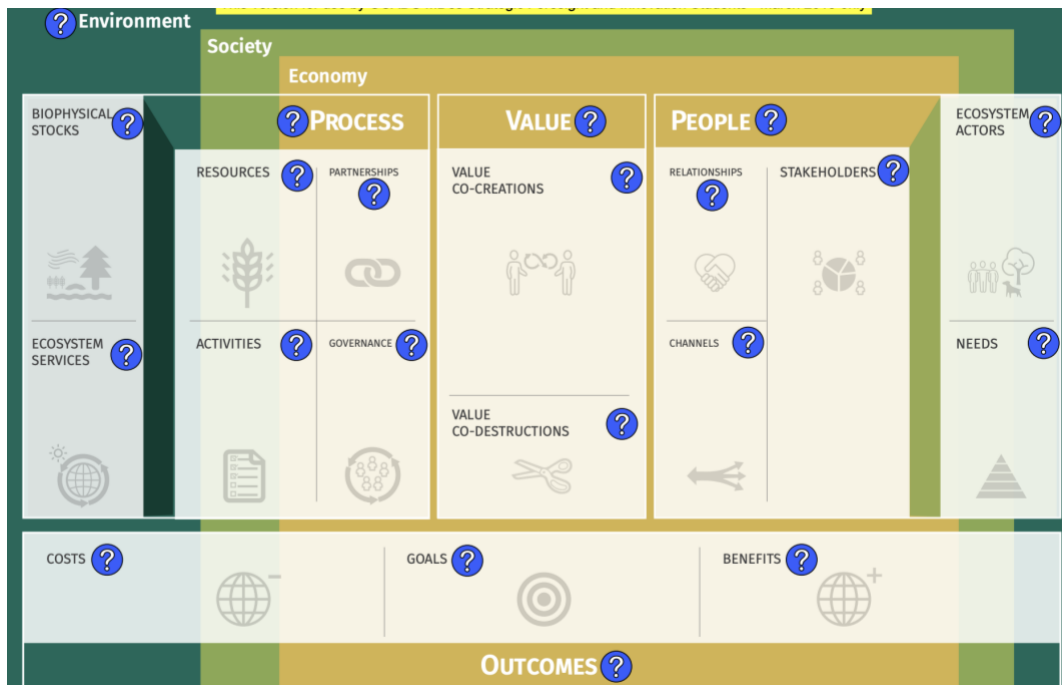 Environment
Society
Economy
PROCESS
VALUE
PEOPLE
BIOPHYSICAL
STOCKS
ECOSYSTEM
ACTORS
RESOURCES
PARTNERSHIPS
VALUE
CO-CREATIONS
RELATIONSHIPS
STAKEHOLDERS
ECOSYSTEM
SERVICES
ACTIVITIES
GOVERNANCE
CHANNELS
NEEDS
VALUE
CO-DESTRUCTIONS
COSTS
GOALS
BENEFITS
OUTCOMES